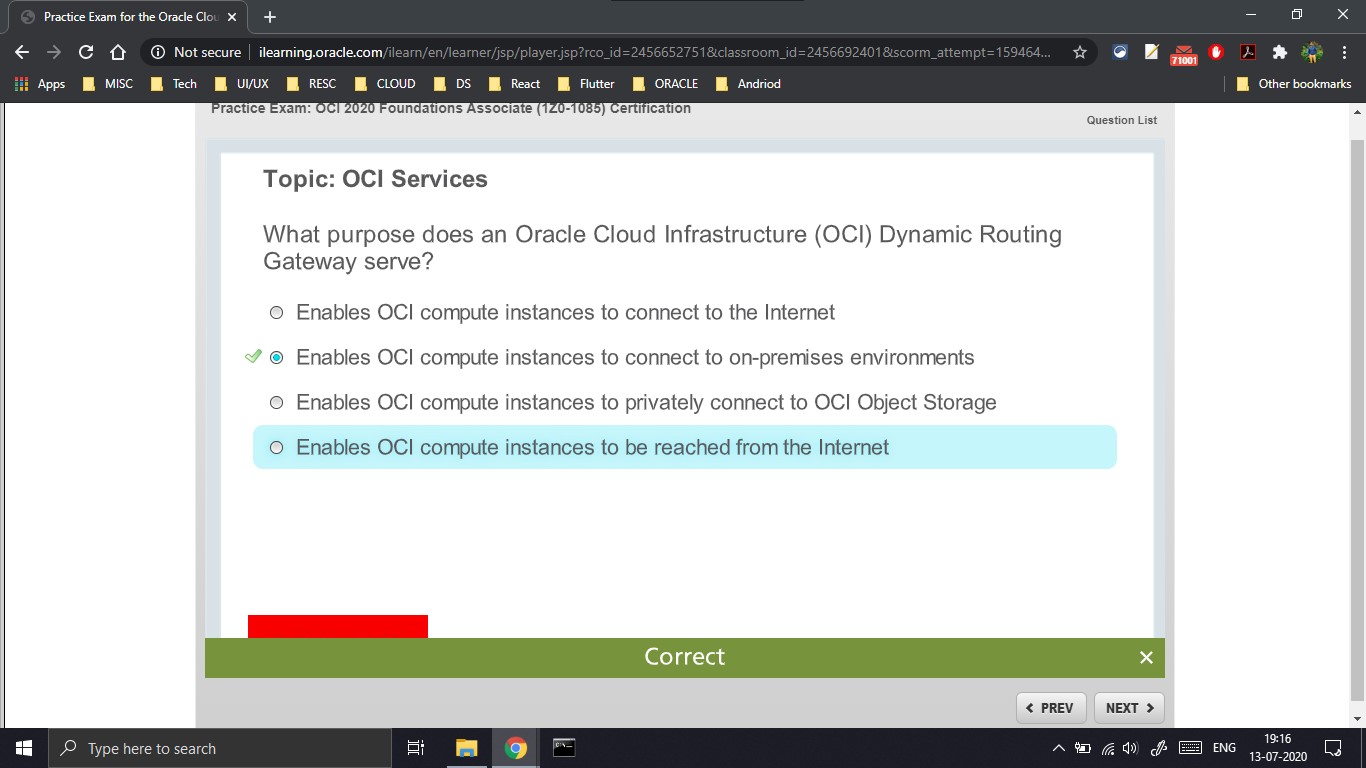 Practice Exam for the Oracle Clou
Not secure
ilearning.oracle.com/ilearn/en/learner/jsp/player.jsp?rco_id=2456652751&classroom_id=2456692401&scorm_attempt=159464...
71001
Apps
MISC
Tech
UI/UX
RESC
CLOUD
DS
React
Flutter
ORACLE
Andriod
Other bookmarks
Practice Exam: OCI 2020 Foundations Associate (1Z0-1085) Certification
Question List
Topic: OCI Services
What purpose does an Oracle Cloud Infrastructure (OCI) Dynamic Routing
Gateway serve?
Enables OCI compute instances to connect to the Internet
Enables OCI compute instances to connect to on-premises environments
Enables OCI compute instances to privately connect to OCI Object Storage
Enables OCI compute instances to be reached from the Internet
Correct
PREV
NEXT
Type here to search
ENG
19:16
13-07-2020